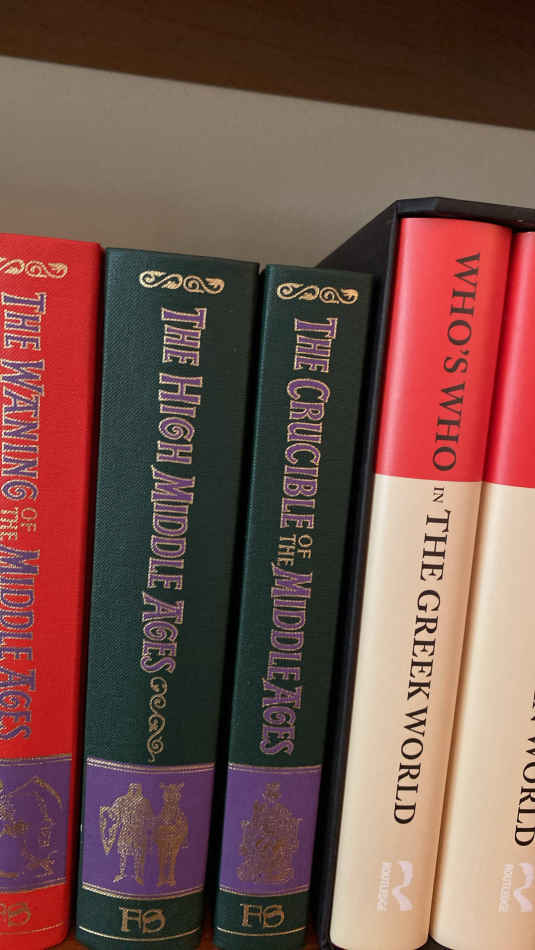 THE WANING OF THE MIDDLE AGES
THE HIGH MIDDLE AGES
FS
THE CRUCIBLE OF THE MIDDLE AGES
FS
WHO'S WHO IN THE GREEK WORLD
ROUTLEDGE
WORLD
ROUTLEDGE